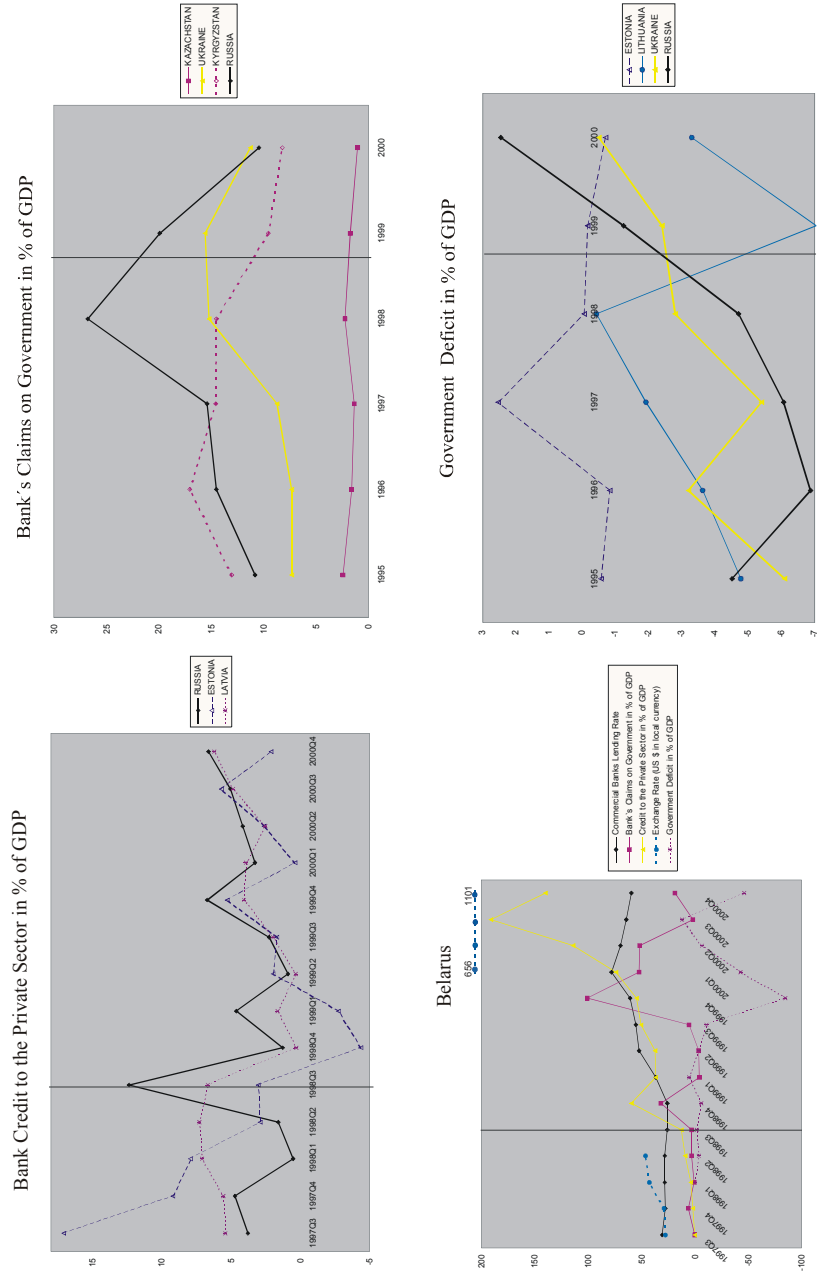 Bank Credit to the Private Sector in % of GDP
15
10
5
0
-5
1997Q3
1997Q4
1998Q1
1998Q2
1998Q3
1998Q4
1999Q1
1999Q2
1999Q3
1999Q4
2000Q1
2000Q2
2000Q3
2000Q4
RUSSIA
ESTONIA
LATVIA
Bank´s Claims on Government in % of GDP
30
25
20
15
10
5
0
1995
1996
1997
1998
1999
2000
KAZACHSTAN
UKRAINE
KYRGYZSTAN
RUSSIA
Belarus
656
1101
200
150
100
50
0
-50
-100
1997Q3
1997Q4
1998Q1
1998Q2
1998Q3
1998Q4
1999Q1
1999Q2
1999Q3
1999Q4
2000Q1
2000Q2
2000Q3
2000Q4
Commercial Banks Lending Rate
Bank´s Claims on Government in % of GDP
Credit to the Private Sector in % of GDP
Exchange Rate (US $ in local currency)
Government Deficit in % of GDP
Government Deficit in % of GDP
3
2
1
0
-1
-2
-3
-4
-5
-6
-7
1995
1996
1997
1998
1999
2000
ESTONIA
LITHUANIA
UKRAINE
RUSSIA